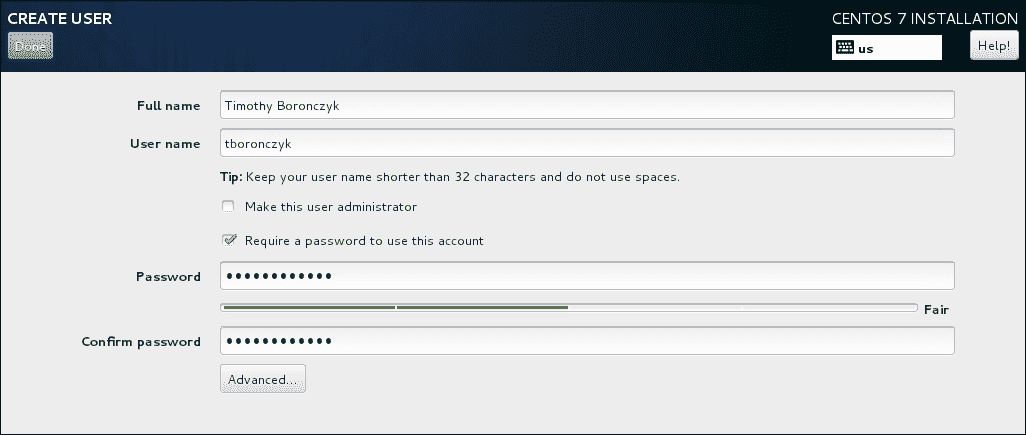 CREATE USER
CENTOS 7 INSTALLATION
Done
us
Help!
Full name
Timothy Boronczyk
User name
tboronczyk
Tip: Keep your user name shorter than 32 characters and do not use spaces.
Make this user administrator
Require a password to use this account
Password
●●●●●●●●●●●●
Fair
Confirm password
●●●●●●●●●●●●
Advanced...